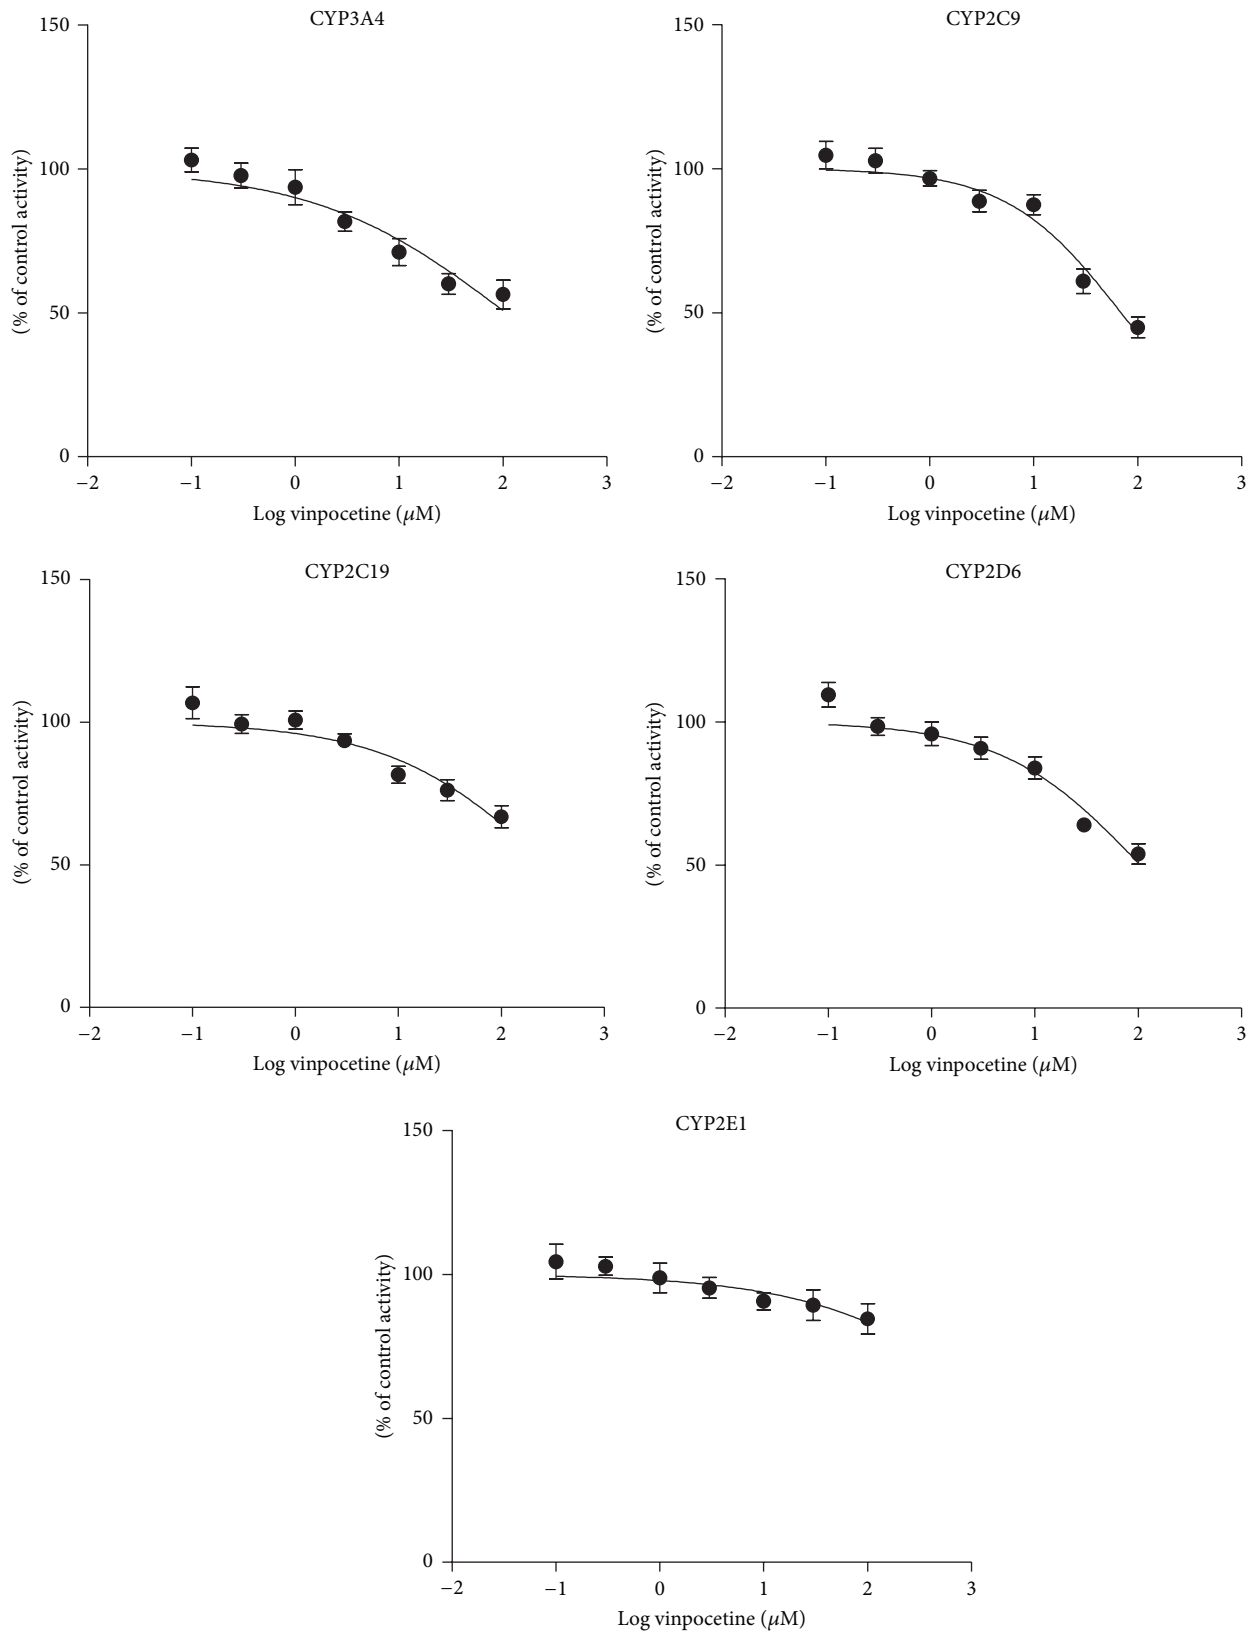 CYP3A4
150
100
50
0
(% of control activity)
−2 −1 0 1 2 3
Log vinpocetine (μM)
CYP2C9
150
100
50
0
(% of control activity)
−2 −1 0 1 2 3
Log vinpocetine (μM)
CYP2C19
150
100
50
0
(% of control activity)
−2 −1 0 1 2 3
Log vinpocetine (μM)
CYP2D6
150
100
50
0
(% of control activity)
−2 −1 0 1 2 3
Log vinpocetine (μM)
CYP2E1
150
100
50
0
(% of control activity)
−2 −1 0 1 2 3
Log vinpocetine (μM)